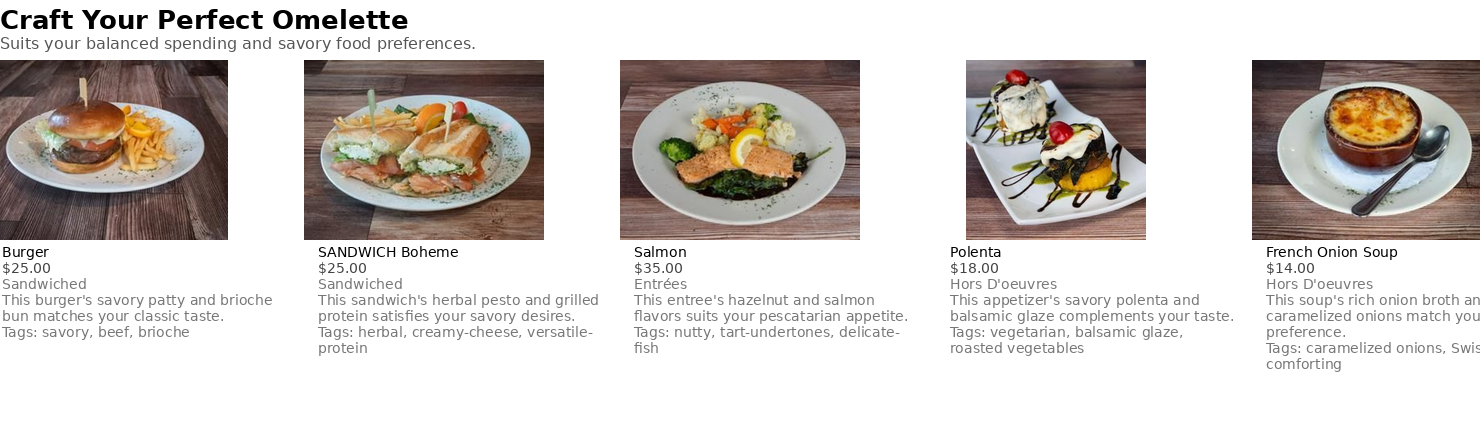 Craft Your Perfect Omelette
Suits your balanced spending and savory food preferences.
Burger
$25.00
Sandwiched
This burger's savory patty and brioche
bun matches your classic taste.
Tags: savory, beef, brioche
SANDWICH Boheme
$25.00
Sandwiched
This sandwich's herbal pesto and grilled
protein satisfies your savory desires.
Tags: herbal, creamy-cheese, versatile-
protein
Salmon
$35.00
Entrées
This entree's hazelnut and salmon
flavors suits your pescatarian appetite.
Tags: nutty, tart-undertones, delicate-
fish
Polenta
$18.00
Hors D'oeuvres
This appetizer's savory polenta and
balsamic glaze complements your taste.
Tags: vegetarian, balsamic glaze,
roasted vegetables
French Onion Soup
$14.00
Hors D'oeuvres
This soup's rich onion broth
caramelized onions match
preference.
Tags: caramelized onions,
comforting